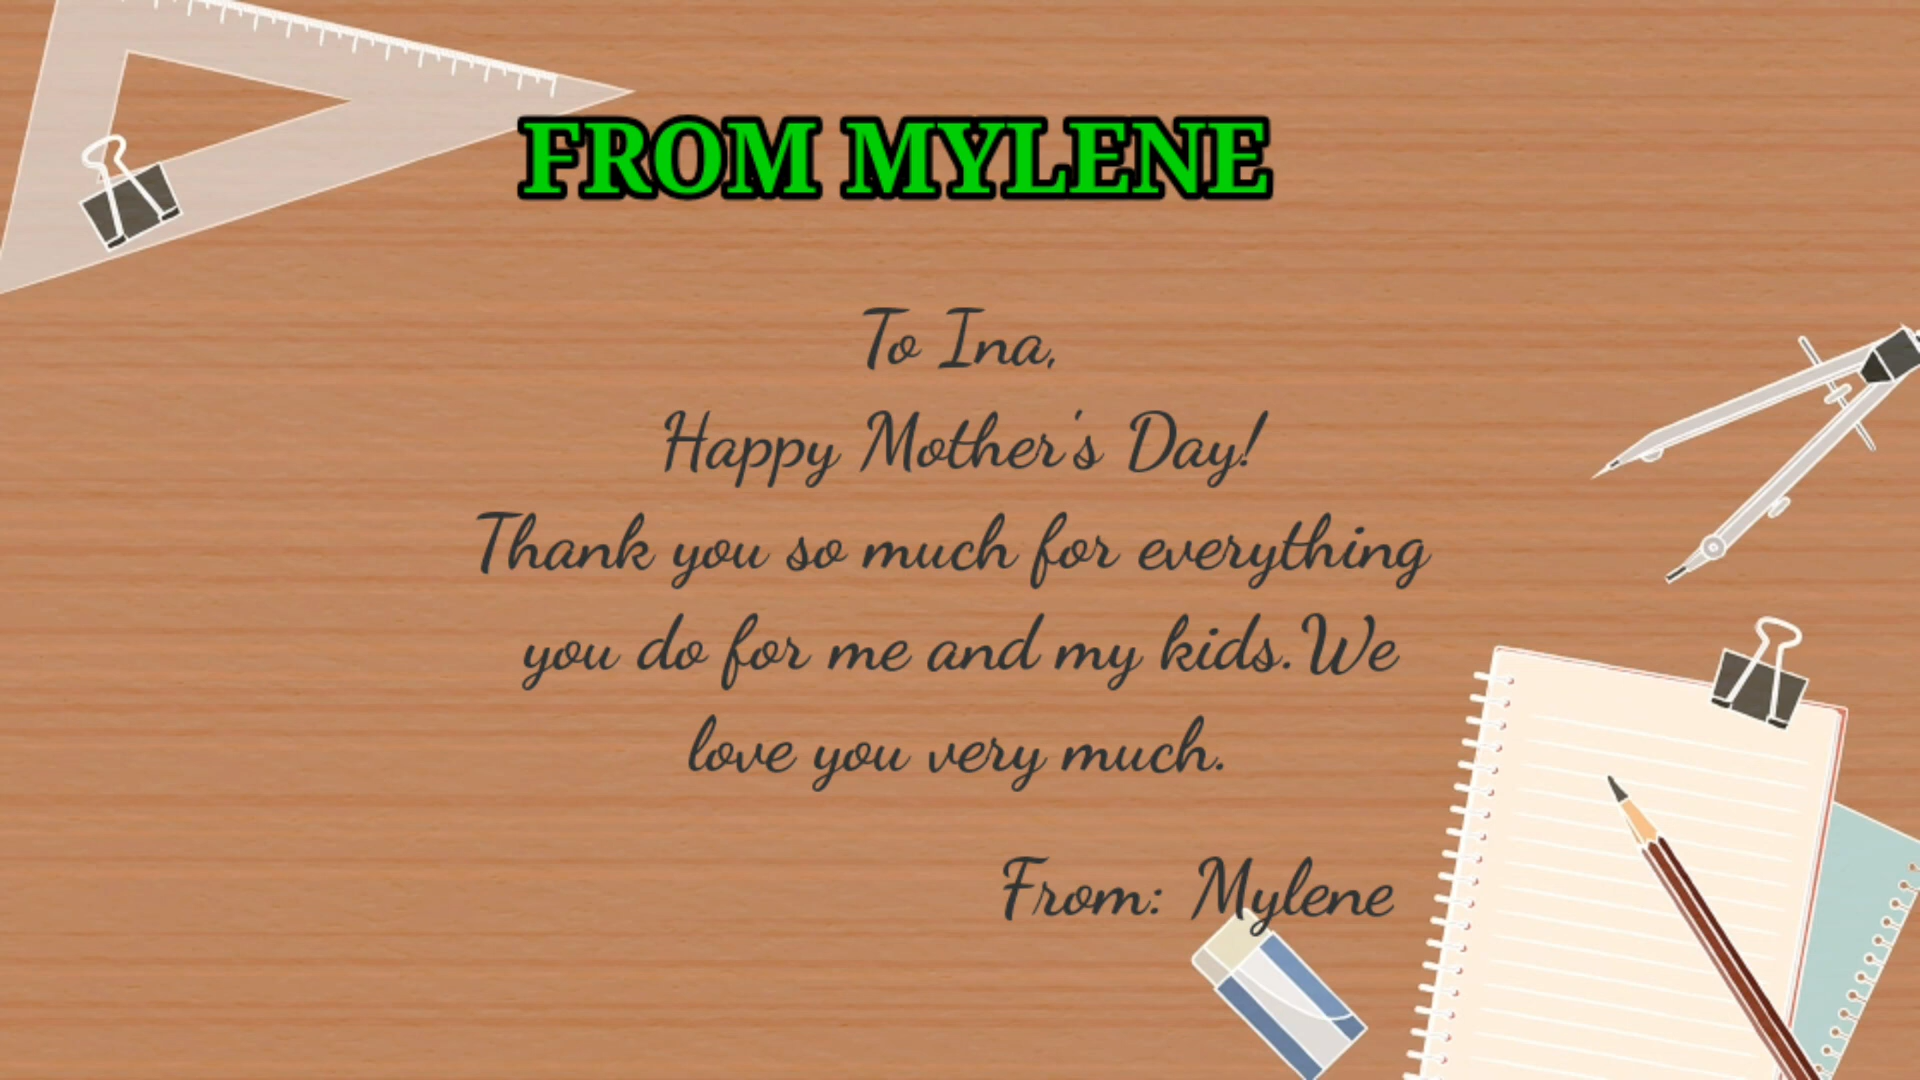 FROM MYLENE
To Ina,
Happy Mother's Day!
Thank you so much for everything
you do for me and my kids.We
love you very much.
From: Mylene